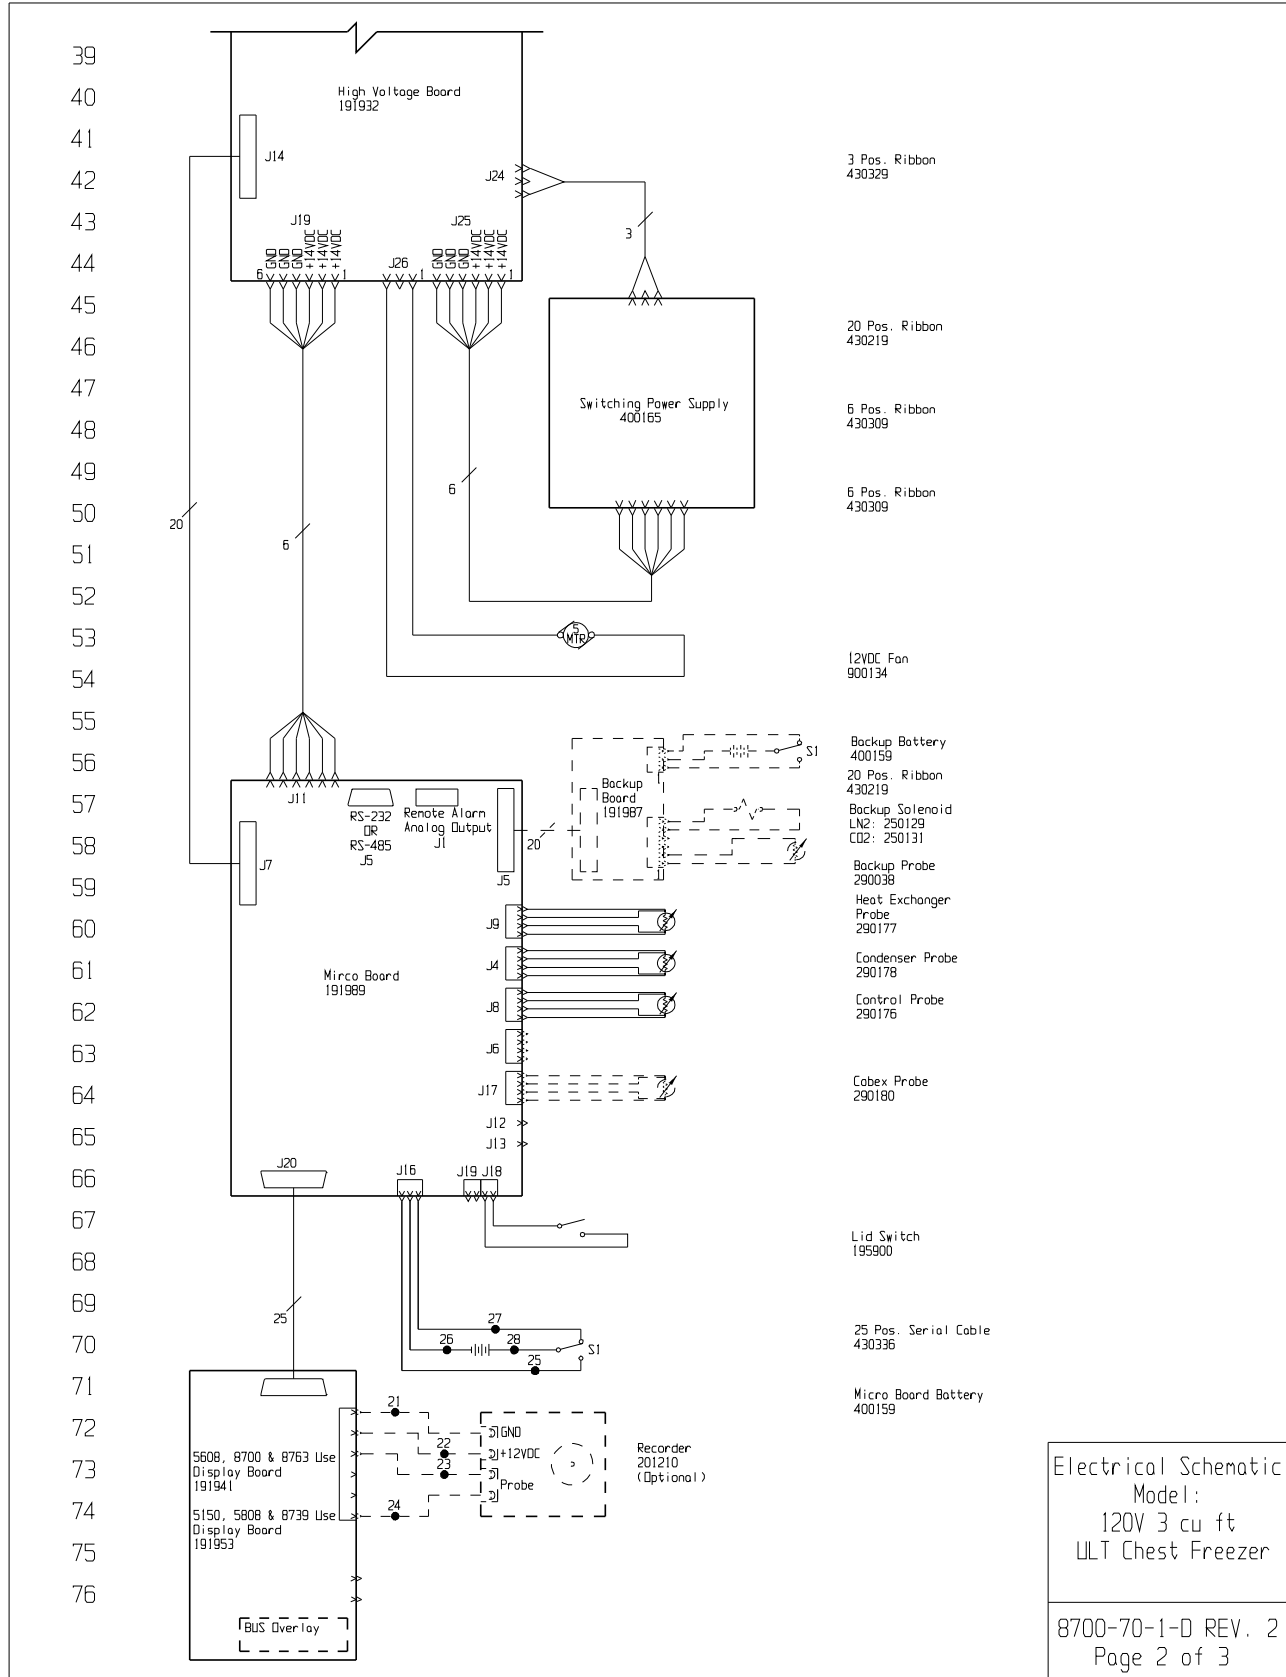 39
40
41
42
43
44
45
46
47
48
49
50
51
52
53
54
55
56
57
58
59
60
61
62
63
64
65
66
67
68
69
70
71
72
73
74
75
76
High Voltage Board
191932
J14
J24
J19
J25
GND
GND
GND
+14VDC
+14VDC
+14VDC
6
1
J26
1
GND
GND
GND
+14VDC
+14VDC
+14VDC
1
3
3 Pos. Ribbon
430329
20 Pos. Ribbon
430219
Switching Power Supply
400165
6 Pos. Ribbon
430309
6 Pos. Ribbon
430309
20
6
6
5
MTR
12VDC Fan
900134
S1
Backup Battery
400159
20 Pos. Ribbon
430219
Backup
Board
191987
Backup Solenoid
LN2: 250129
CO2: 250131
J11
RS-232
OR
RS-485
J5
Remote Alarm
Analog Output
J1
20
J7
J5
Backup Probe
290038
J9
Heat Exchanger
Probe
290177
Mirco Board
191989
J4
Condenser Probe
290178
J8
Control Probe
290176
J6
J17
Cobex Probe
290180
J12
J13
J20
J16
J19
J18
Lid Switch
195900
25
27
26
28
S1
25
25 Pos. Serial Cable
430336
Micro Board Battery
400159
21
22
23
24
GND
+12VDC
Probe
Recorder
201210
(Optional)
5608, 8700 & 8763 Use
Display Board
191941
5150, 5808 & 8739 Use
Display Board
191953
BUS Overlay
Electrical Schematic
Model:
120V 3 cu ft
ULT Chest Freezer
8700-70-1-D REV. 2
Page 2 of 3